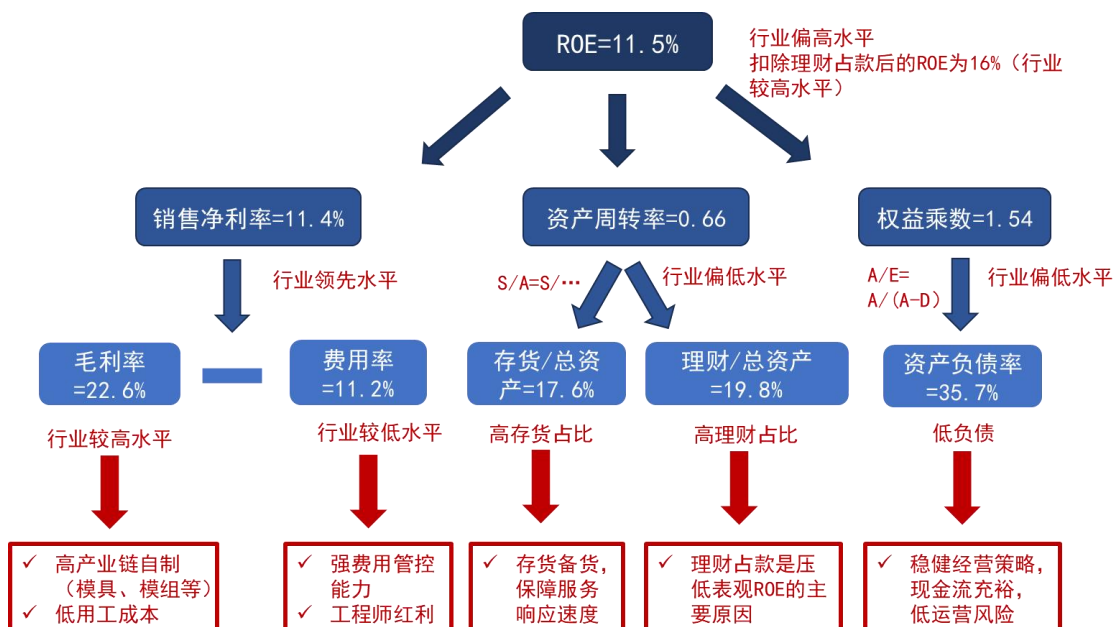 ROE=11.5%
行业偏高水平
扣除理财占款后的ROE为16%（行业
较高水平）
销售净利率=11.4%
资产周转率=0.66
权益乘数=1.54
行业领先水平
S/A=S/…
行业偏低水平
A/E=
A/(A-D)
行业偏低水平
毛利率
=22.6%
费用率
=11.2%
存货/总资
产=17.6%
理财/总资产
=19.8%
资产负债率
=35.7%
行业较高水平
行业较低水平
高存货占比
高理财占比
低负债
✓ 高产业链自制
（模具、模组等）
✓ 低用工成本
✓ 强费用管控
能力
✓ 工程师红利
✓ 存货备货，
保障服务
响应速度
✓ 理财占款是压
低表观ROE的主
要原因
✓ 稳健经营策略，
现金流充裕，
低运营风险